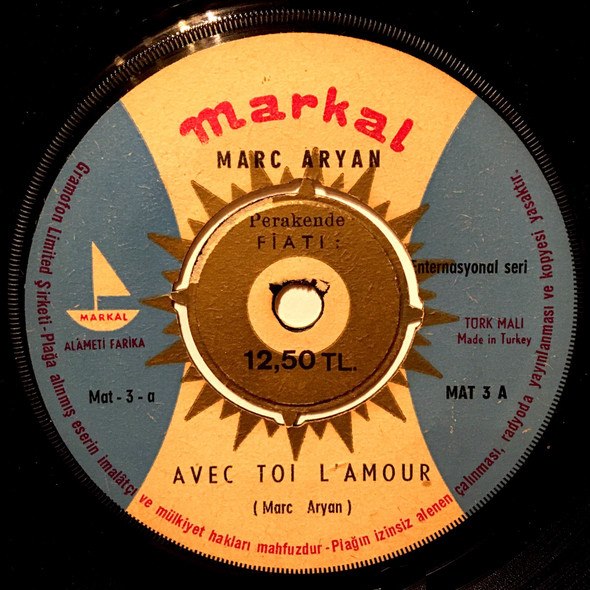 markal
MARC ARYAN
Perakende
FİATI:
12,50 TL.
MARKAL
ALÂMETİ FARİKA
Mat - 3 - a
enternasyonal seri
TÜRK MALI
Made in Turkey
MAT 3 A
AVEC TOI L'AMOUR
( Marc Aryan )
Gramofon Limited Şirketi - Plağa alınmış eserin imalâtçı ve mülkiyet hakları mahfuzdur - Plağın izinsiz alenen çalınması, radyoda yayınlanması ve kopyesi yasaktır.